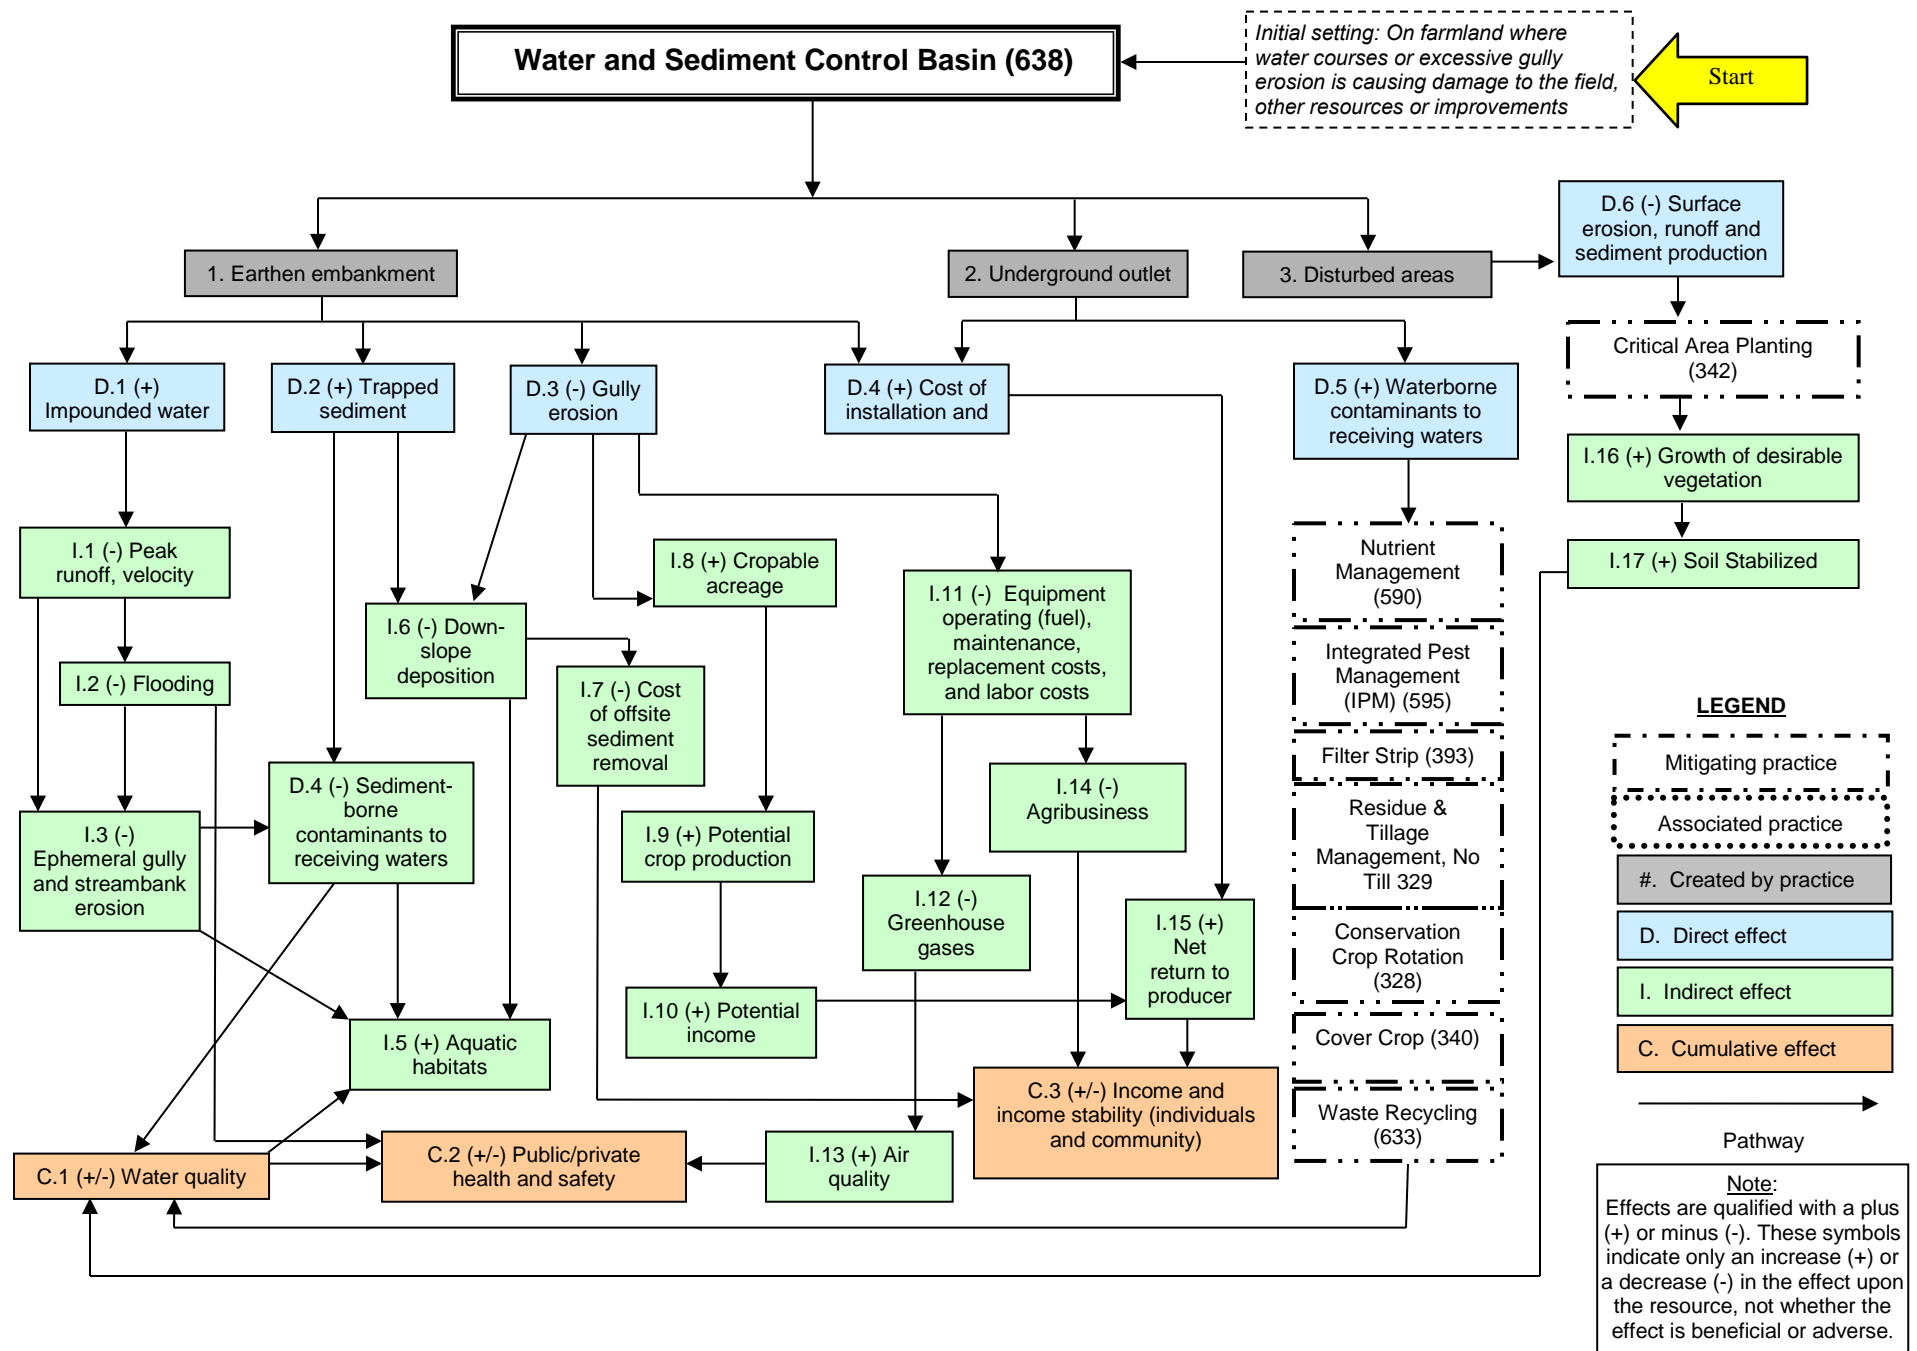 Water and Sediment Control Basin (638)
Initial setting: On farmland where
water courses or excessive gully
erosion is causing damage to the field,
other resources or improvements
Start
D.6 (-) Surface
erosion, runoff and
sediment production
1. Earthen embankment
2. Underground outlet
3. Disturbed areas
Critical Area Planting
(342)
D.1 (+)
Impounded water
D.2 (+) Trapped
sediment
D.3 (-) Gully
erosion
D.4 (+) Cost of
installation and
D.5 (+) Waterborne
contaminants to
receiving waters
I.16 (+) Growth of desirable
vegetation
I.17 (+) Soil Stabilized
I.1 (-) Peak
runoff, velocity
I.2 (-) Flooding
I.3 (-)
Ephemeral gully
and streambank
erosion
D.4 (-) Sediment-
borne
contaminants to
receiving waters
I.5 (+) Aquatic
habitats
I.6 (-) Down-
slope
deposition
I.7 (-) Cost
of offsite
sediment
removal
I.8 (+) Cropable
acreage
I.9 (+) Potential
crop production
I.10 (+) Potential
income
I.11 (-) Equipment
operating (fuel),
maintenance,
replacement costs,
and labor costs
I.12 (-)
Greenhouse
gases
I.13 (+) Air
quality
I.14 (-)
Agribusiness
I.15 (+)
Net
return to
producer
Nutrient
Management
(590)
Integrated Pest
Management
(IPM) (595)
Filter Strip (393)
Residue &
Tillage
Management, No
Till 329
Conservation
Crop Rotation
(328)
Cover Crop (340)
Waste Recycling
(633)
C.1 (+/-) Water quality
C.2 (+/-) Public/private
health and safety
C.3 (+/-) Income and
income stability (individuals
and community)
LEGEND
Mitigating practice
Associated practice
#. Created by practice
D. Direct effect
I. Indirect effect
C. Cumulative effect
Pathway
Note:
Effects are qualified with a plus
(+) or minus (-). These symbols
indicate only an increase (+) or
a decrease (-) in the effect upon
the resource, not whether the
effect is beneficial or adverse.